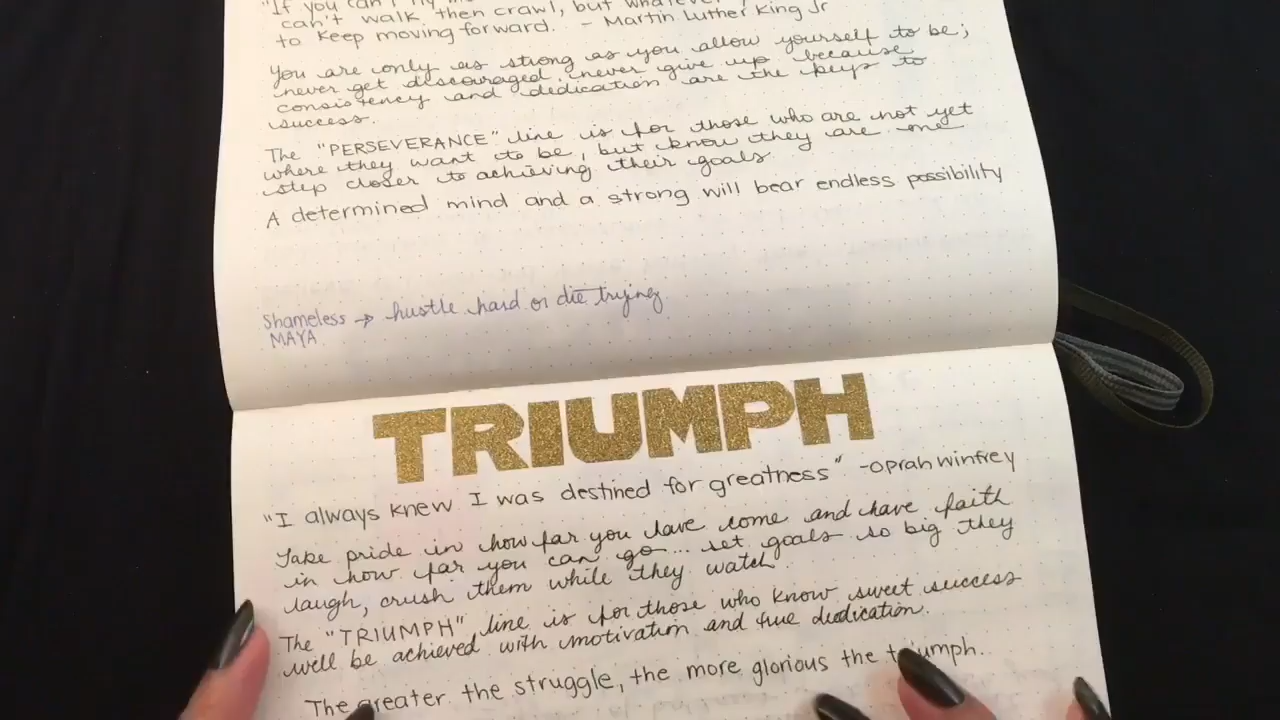 "If you can't fly
can't walk, then crawl, but whatever
to keep moving forward. - Martin Luther King Jr
You are only as strong as you allow yourself to be;
never get discouraged, never give up because
consistency and dedication are the keys to
success.
The "PERSEVERANCE" line is for those who are not yet
where they want to be, but know they are one
step closer to achieving their goals.
A determined mind and a strong will bear endless possibility
Shameless → hustle hard or die trying
MAYA
TRIUMPH
"I always knew I was destined for greatness" -oprah winfrey
Take pride in how far you have come and have faith
in how far you can go... set goals so big they
laugh, crush them while they watch
The "TRIUMPH" line is for those who know sweet success
will be achieved with motivation and true dedication.
The greater the struggle, the more glorious the triumph..